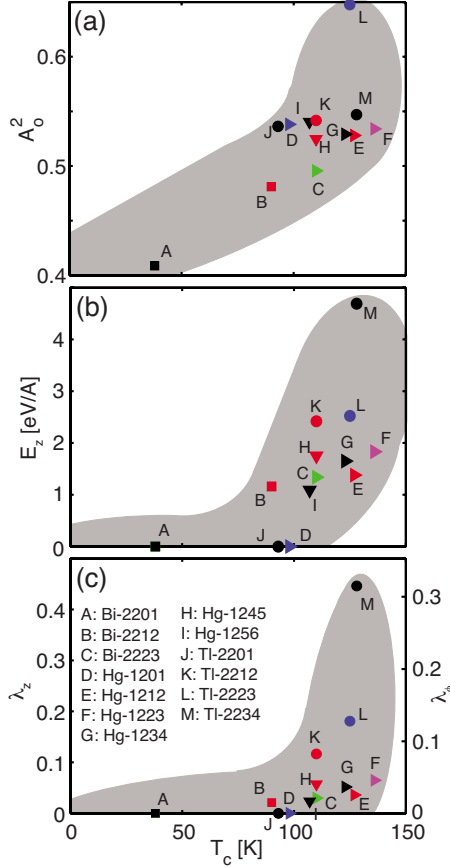 (a)
0.6
0.5
0.4
A_o^2
A
B
J
D
I
K
H
C
G
E
F
M
L
(b)
4
3
2
1
0
E_z [eV/A]
A
B
J
D
K
H
C
I
L
G
E
F
M
(c)
0.4
0.3
0.2
0.1
0
λ_z
0.3
0.2
0.1
0
A: Bi-2201
B: Bi-2212
C: Bi-2223
D: Hg-1201
E: Hg-1212
F: Hg-1223
G: Hg-1234
H: Hg-1245
I: Hg-1256
J: Tl-2201
K: Tl-2212
L: Tl-2223
M: Tl-2234
A
B
J
D
K
H
C
I
L
G
E
F
M
0 50 100 150
T_c [K]